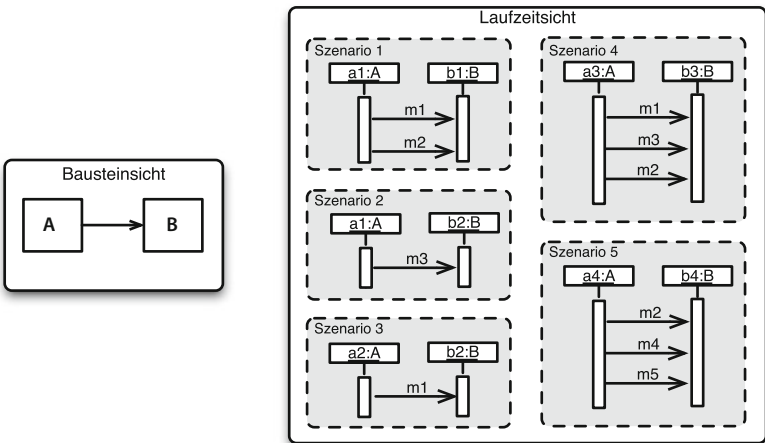 Bausteinsicht
A
B
Laufzeitsicht
Szenario 1
a1:A
b1:B
m1
m2
Szenario 2
a1:A
b2:B
m3
Szenario 3
a2:A
b2:B
m1
Szenario 4
a3:A
b3:B
m1
m3
m2
Szenario 5
a4:A
b4:B
m2
m4
m5